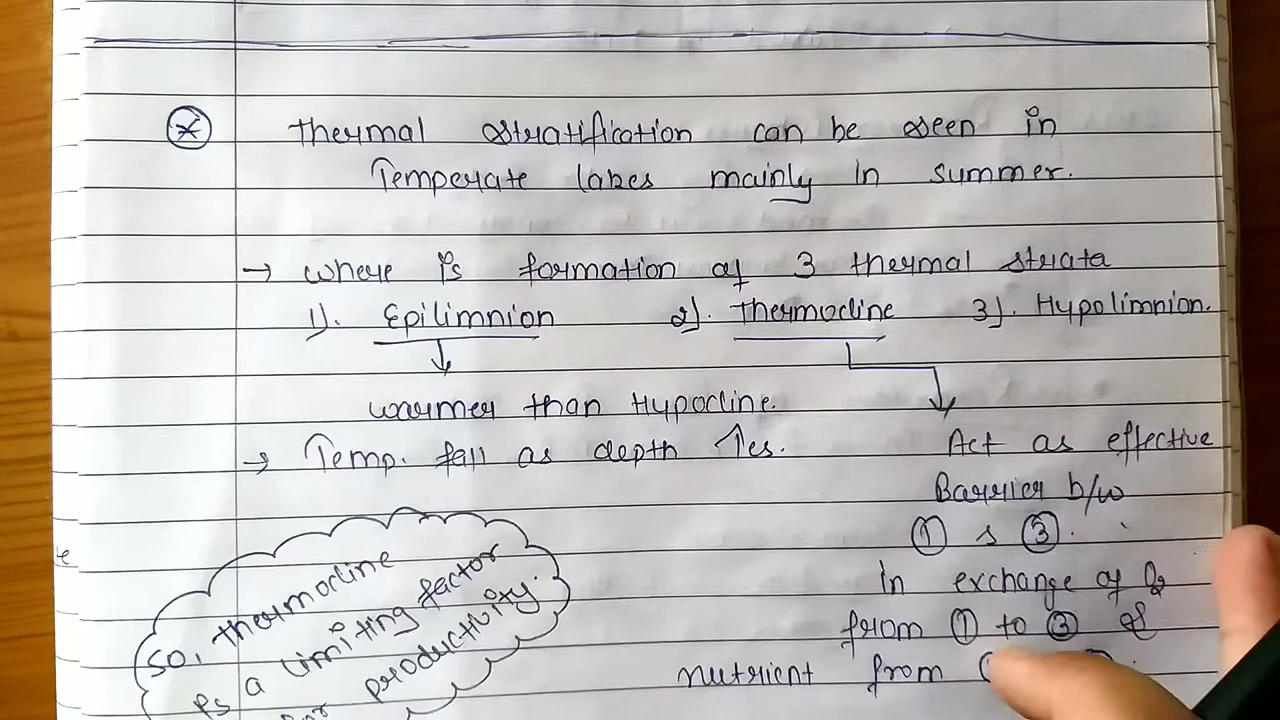 Thermal stratification can be seen in
Temperate lakes mainly in summer.
→ where is formation of 3 thermal strata
1). Epilimnion 2). Thermocline 3). Hypolimnion.
warmer than Hypocline.
→ Temp. fall as depth ↑es.
Act as effective
Barrier b/w
① & ③.
in exchange of O2
from ① to ③ &
nutrient from
So, thermocline
is a limiting factor
for productivity.